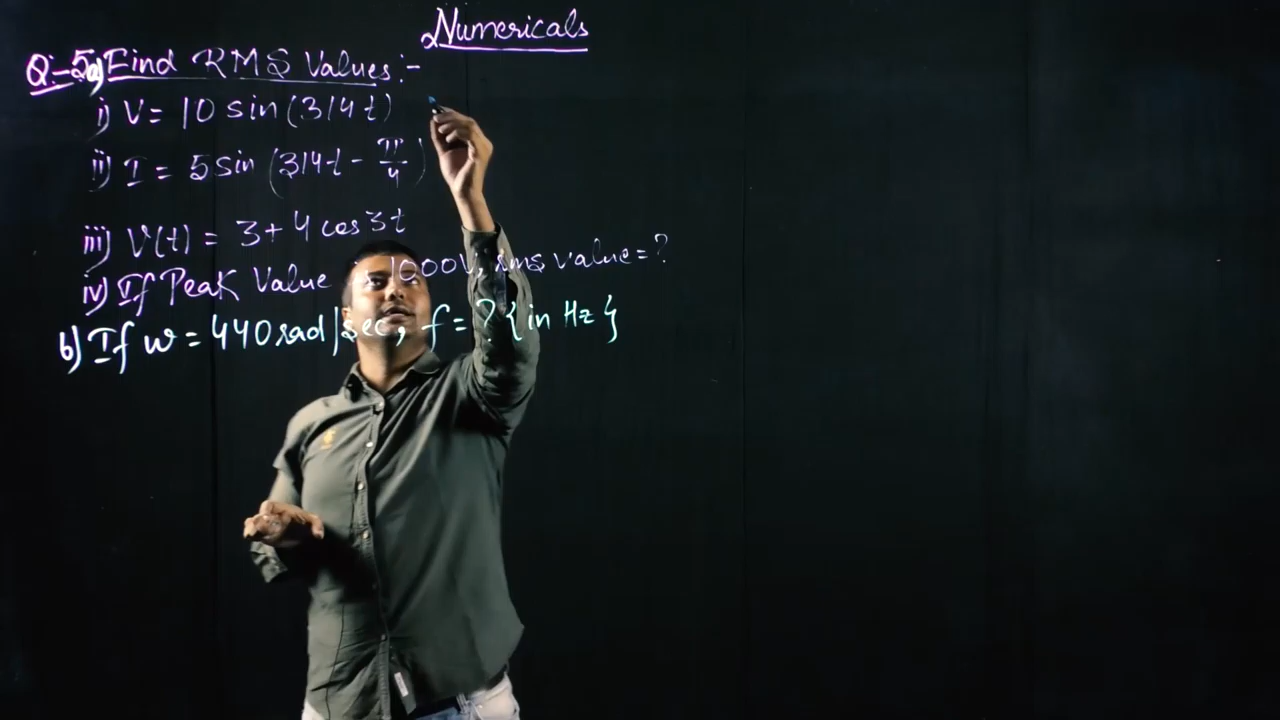 Numericals
Q:-5a) Find RMS Values:-
i) V = 10 sin (314t)
ii) I = 5 sin (314t - π/4)
iii) V(t) = 3 + 4 cos 3t
iv) If Peak Value 1000V, rms value = ?
b) If w = 440 rad/sec, f = ? {in Hz}